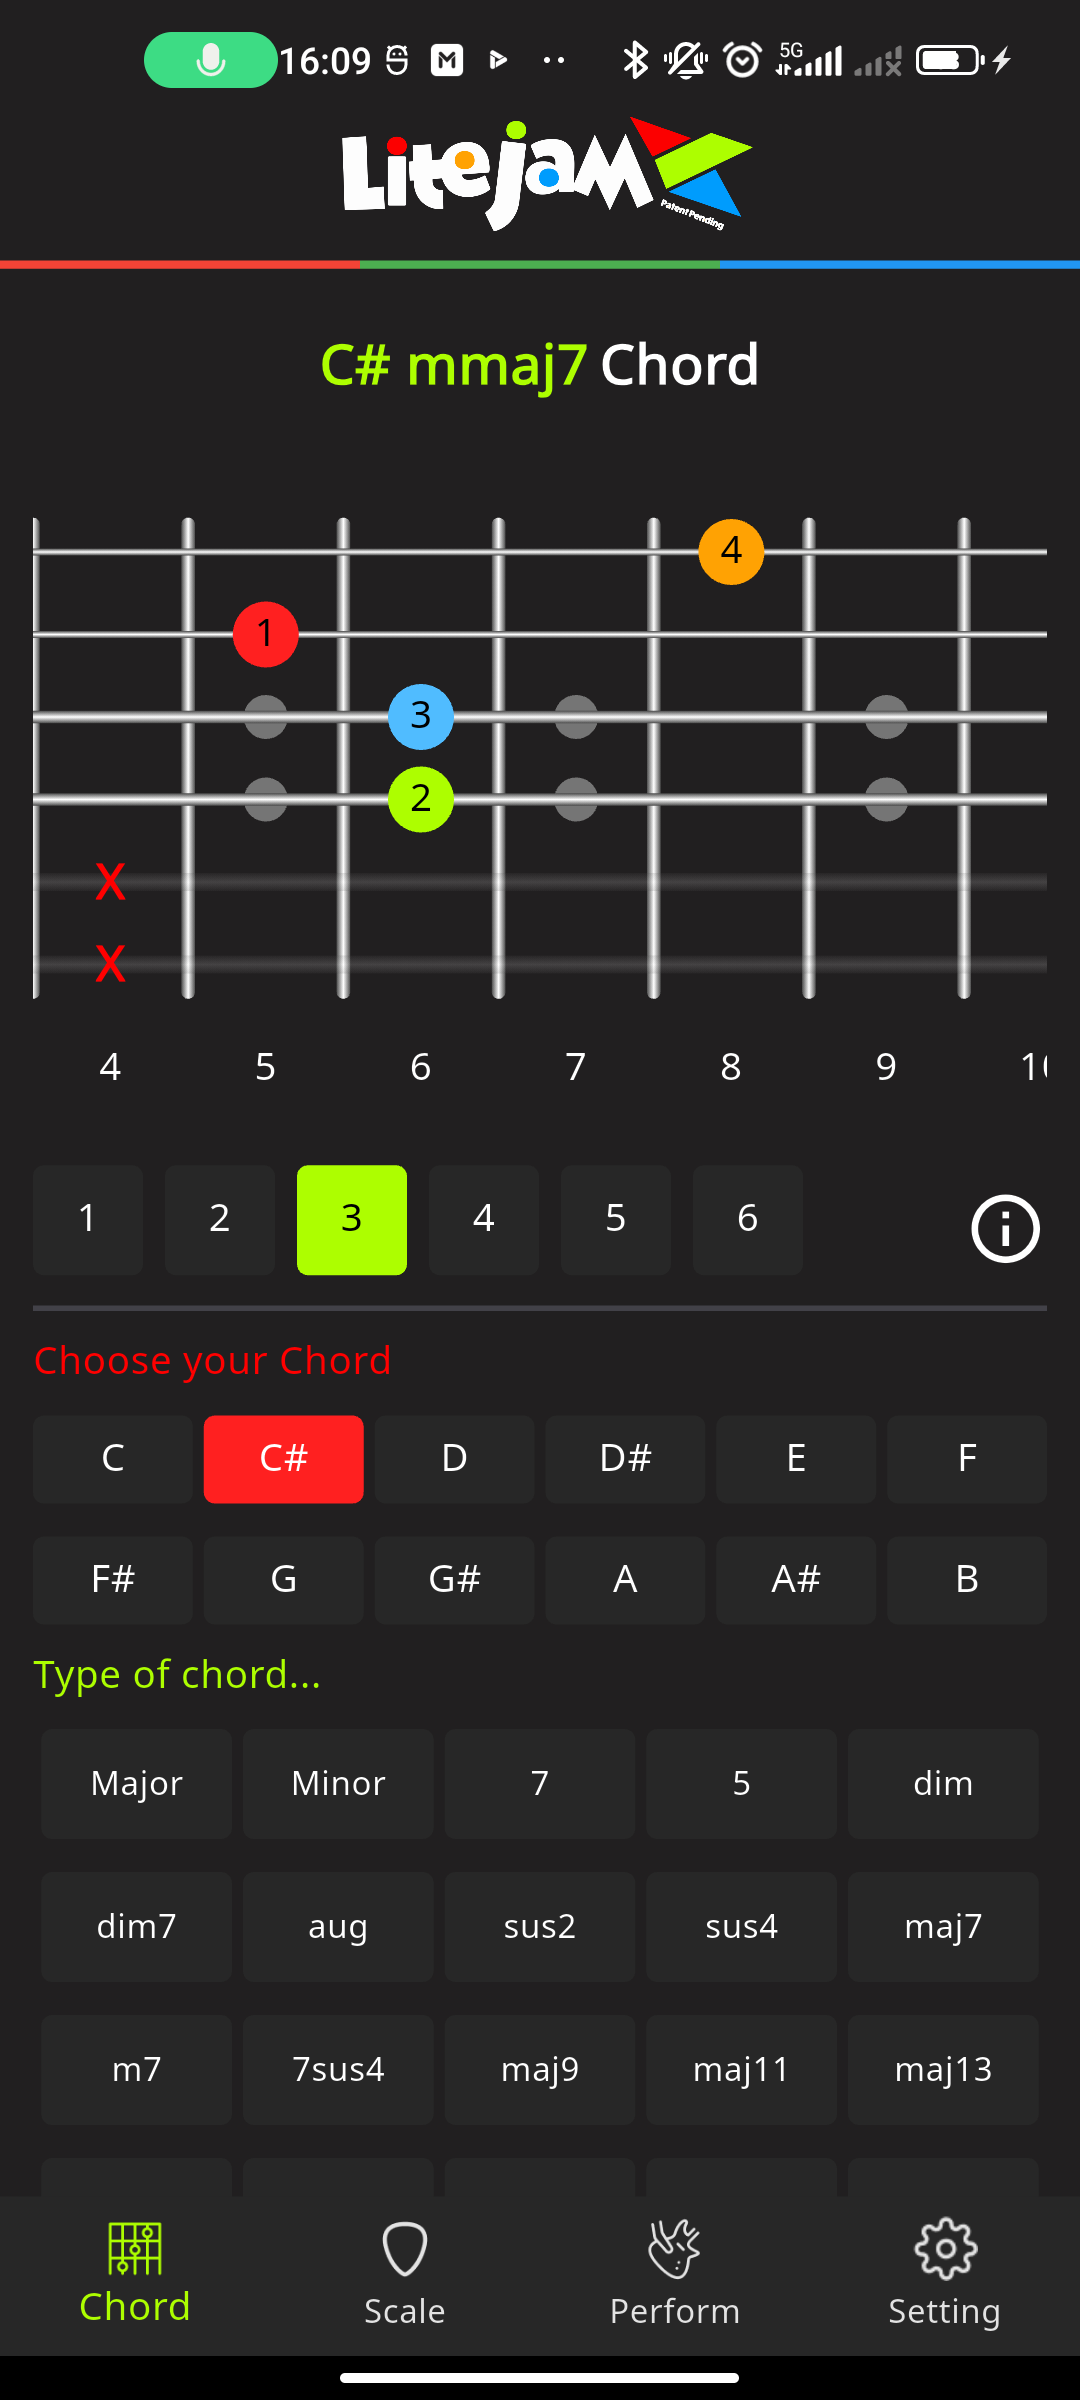 16:09 5G
LiteJam
Patent Pending
C# mmaj7 Chord
4
1
3
2
X
X
4 5 6 7 8 9 10
1 2 3 4 5 6
Choose your Chord
C C# D D# E F
F# G G# A A# B
Type of chord...
Major Minor 7 5 dim
dim7 aug sus2 sus4 maj7
m7 7sus4 maj9 maj11 maj13
Chord Scale Perform Setting